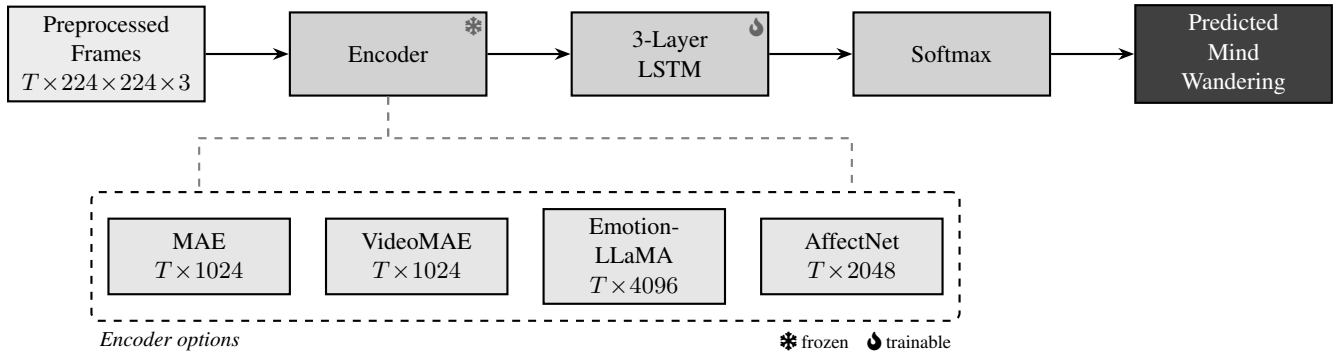 Preprocessed
Frames
T × 224 × 224 × 3
Encoder
3-Layer
LSTM
Softmax
Predicted
Mind
Wandering
MAE
T × 1024
VideoMAE
T × 1024
Emotion-
LLaMA
T × 4096
AffectNet
T × 2048
Encoder options
frozen
trainable